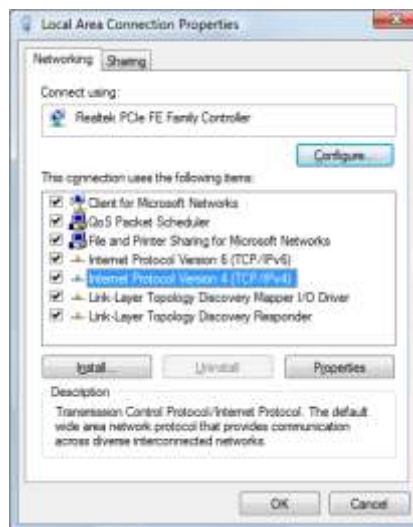 Local Area Connection Properties
Networking
Sharing
Connect using:
Realtek PCIe FE Family Controller
Configure...
This connection uses the following items:
Client for Microsoft Networks
QoS Packet Scheduler
File and Printer Sharing for Microsoft Networks
Internet Protocol Version 6 (TCP/IPv6)
Internet Protocol Version 4 (TCP/IPv4)
Link-Layer Topology Discovery Mapper I/O Driver
Link-Layer Topology Discovery Responder
Install...
Uninstall
Properties
Description
Transmission Control Protocol/Internet Protocol. The default
wide area network protocol that provides communication
across diverse interconnected networks.
OK
Cancel